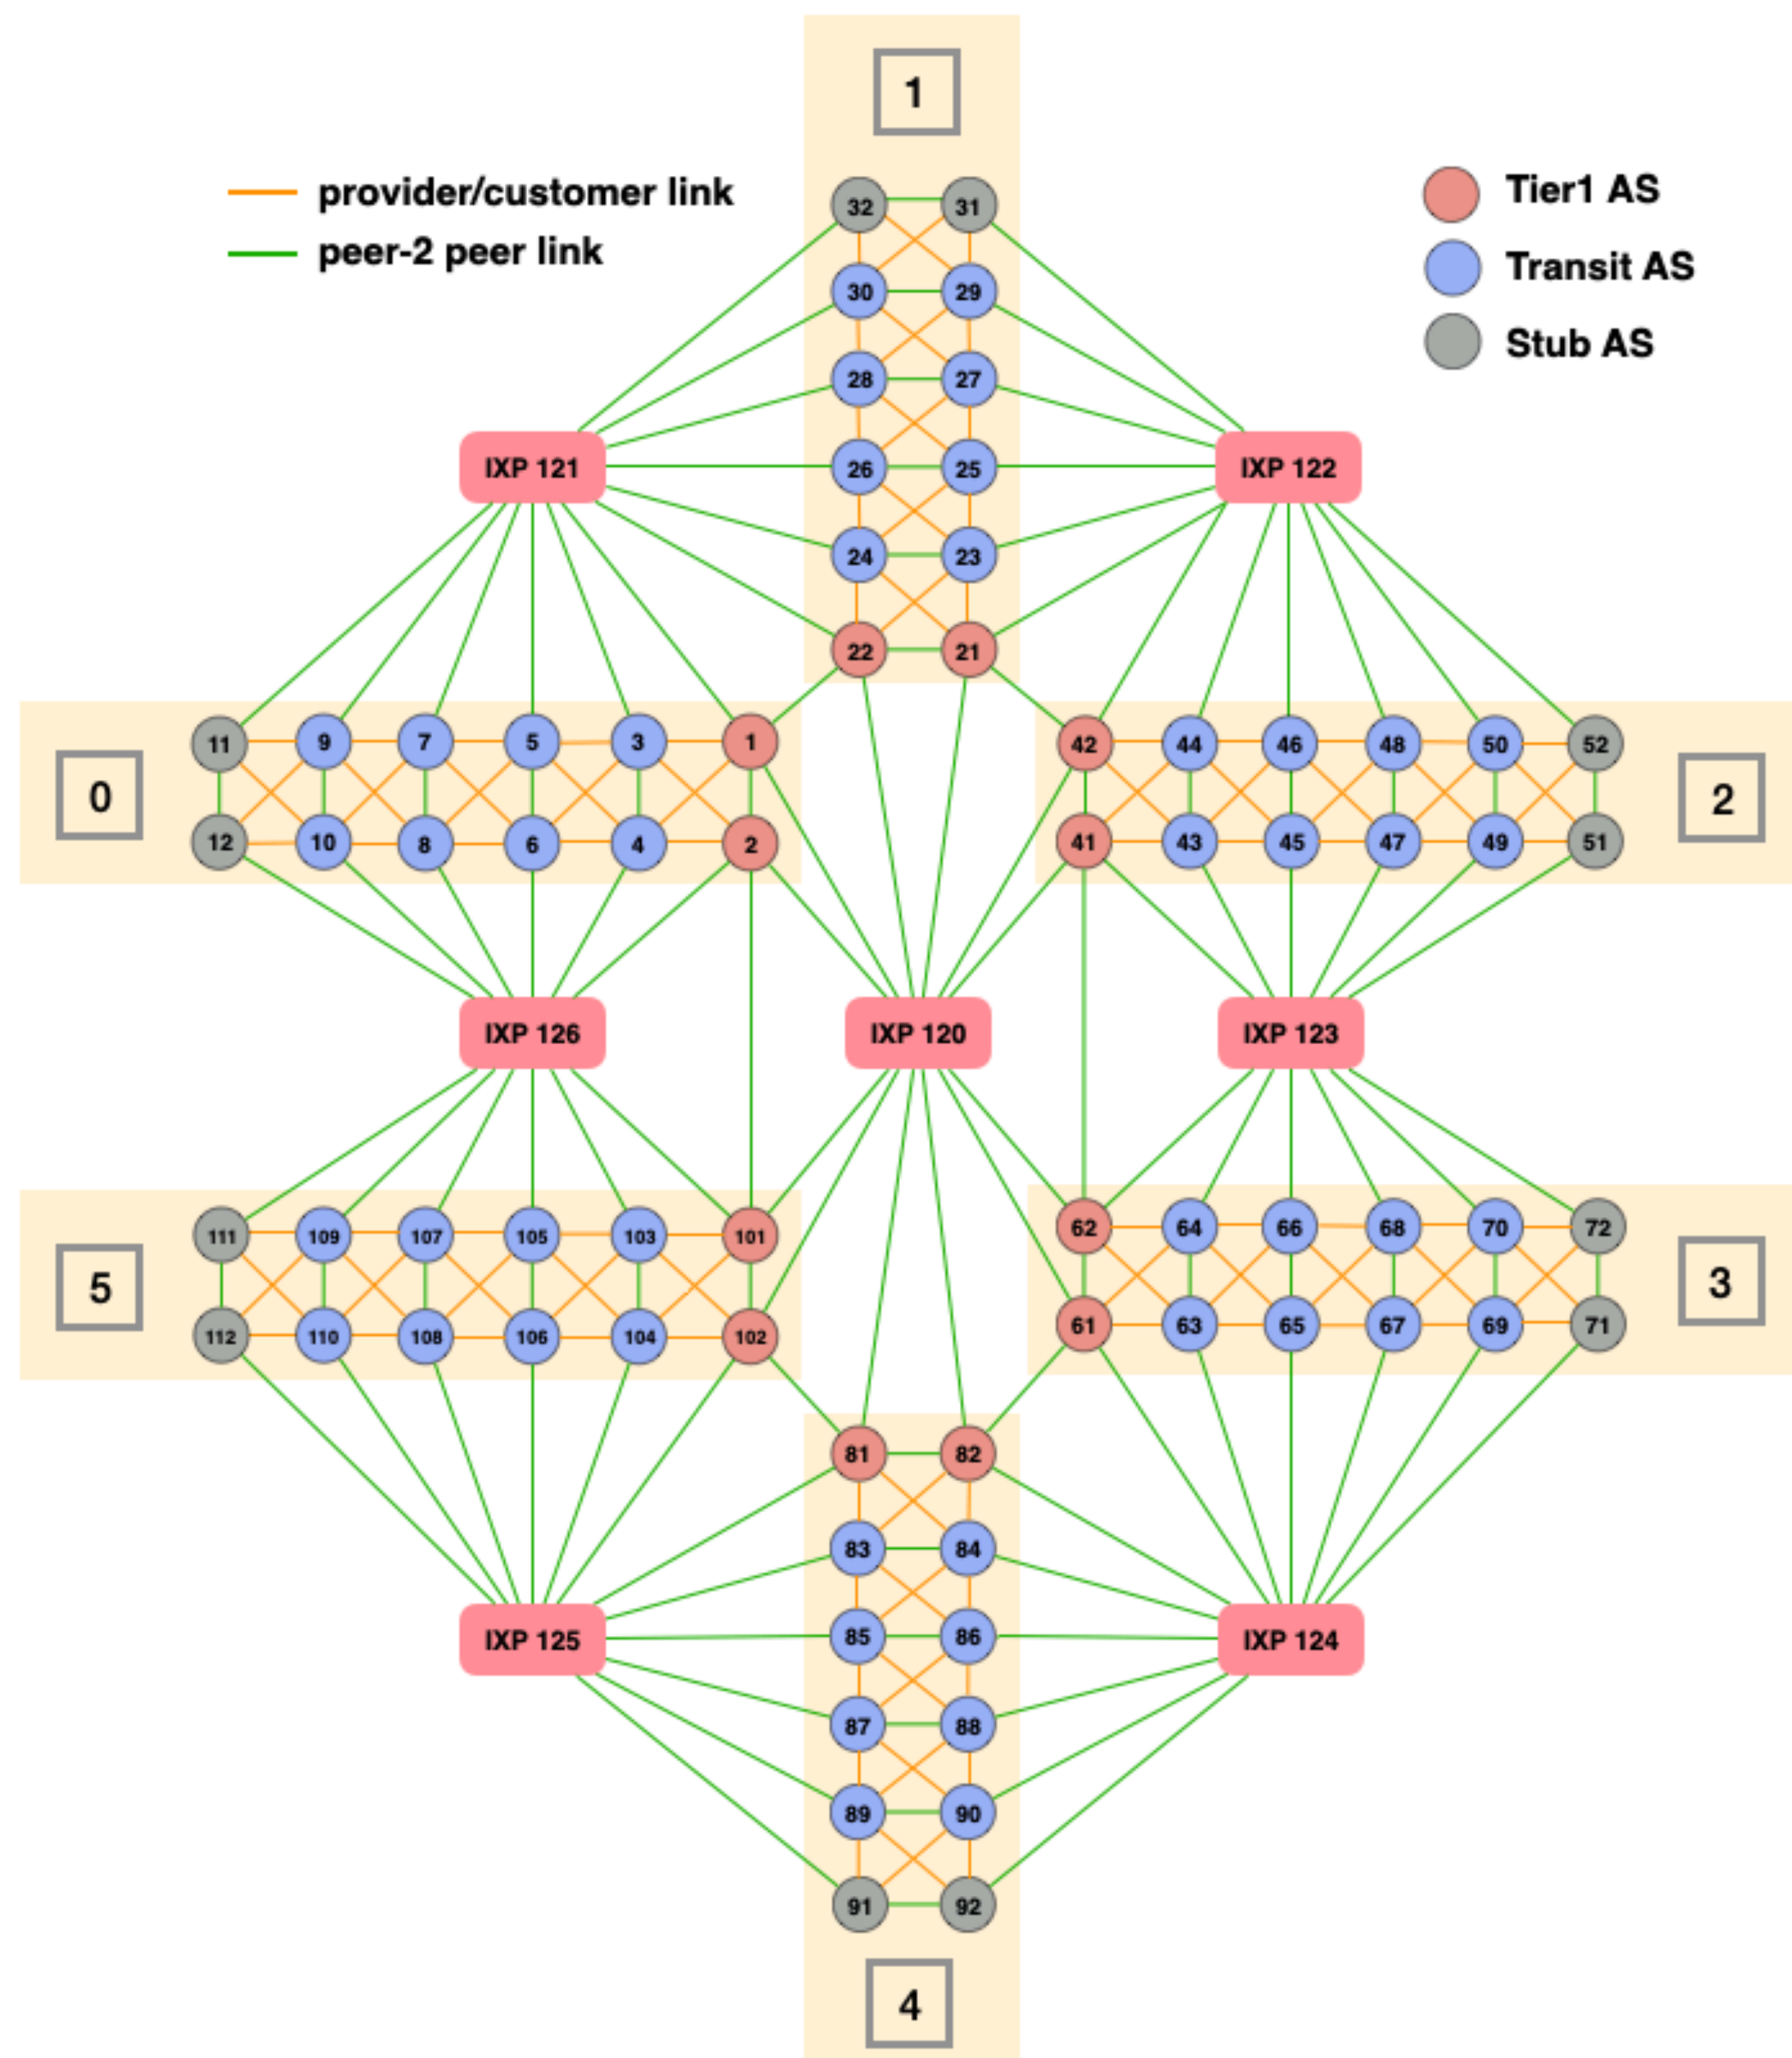 1
provider/customer link
peer-2 peer link
Tier1 AS
Transit AS
Stub AS
32 31
30 29
28 27
IXP 121 26 25 IXP 122
24 23
22 21
11 9 7 5 3 1 42 44 46 48 50 52
0 2
12 10 8 6 4 2 41 43 45 47 49 51
IXP 126 IXP 120 IXP 123
111 109 107 105 103 101 62 64 66 68 70 72
5 3
112 110 108 106 104 102 61 63 65 67 69 71
81 82
83 84
IXP 125 85 86 IXP 124
87 88
89 90
91 92
4